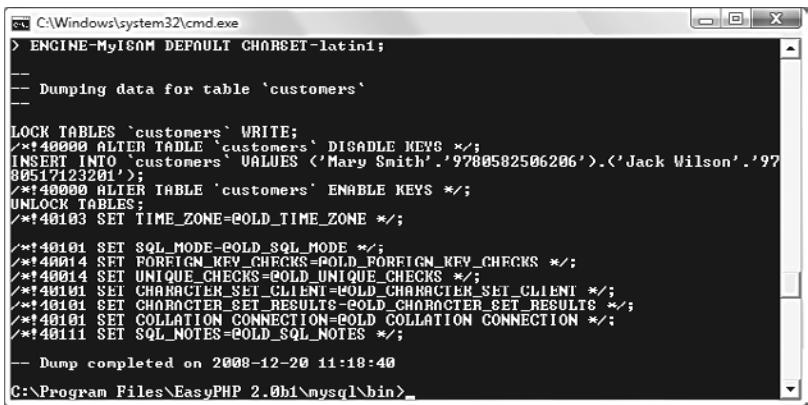 C:\Windows\system32\cmd.exe
) ENGINE=MyISAM DEFAULT CHARSET=latin1;
--
-- Dumping data for table `customers`
--
LOCK TABLES `customers` WRITE;
/*!40000 ALTER TABLE `customers` DISABLE KEYS */;
INSERT INTO `customers` VALUES ('Mary Smith','9780582506206'),('Jack Wilson','97
80517123201');
/*!40000 ALTER TABLE `customers` ENABLE KEYS */;
UNLOCK TABLES;
/*!40103 SET TIME_ZONE=@OLD_TIME_ZONE */;
/*!40101 SET SQL_MODE=@OLD_SQL_MODE */;
/*!40014 SET FOREIGN_KEY_CHECKS=@OLD_FOREIGN_KEY_CHECKS */;
/*!40014 SET UNIQUE_CHECKS=@OLD_UNIQUE_CHECKS */;
/*!40101 SET CHARACTER_SET_CLIENT=@OLD_CHARACTER_SET_CLIENT */;
/*!40101 SET CHARACTER_SET_RESULTS=@OLD_CHARACTER_SET_RESULTS */;
/*!40101 SET COLLATION_CONNECTION=@OLD_COLLATION_CONNECTION */;
/*!40111 SET SQL_NOTES=@OLD_SQL_NOTES */;
-- Dump completed on 2008-12-20 11:18:40
C:\Program Files\EasyPHP 2.0b1\mysql\bin>_